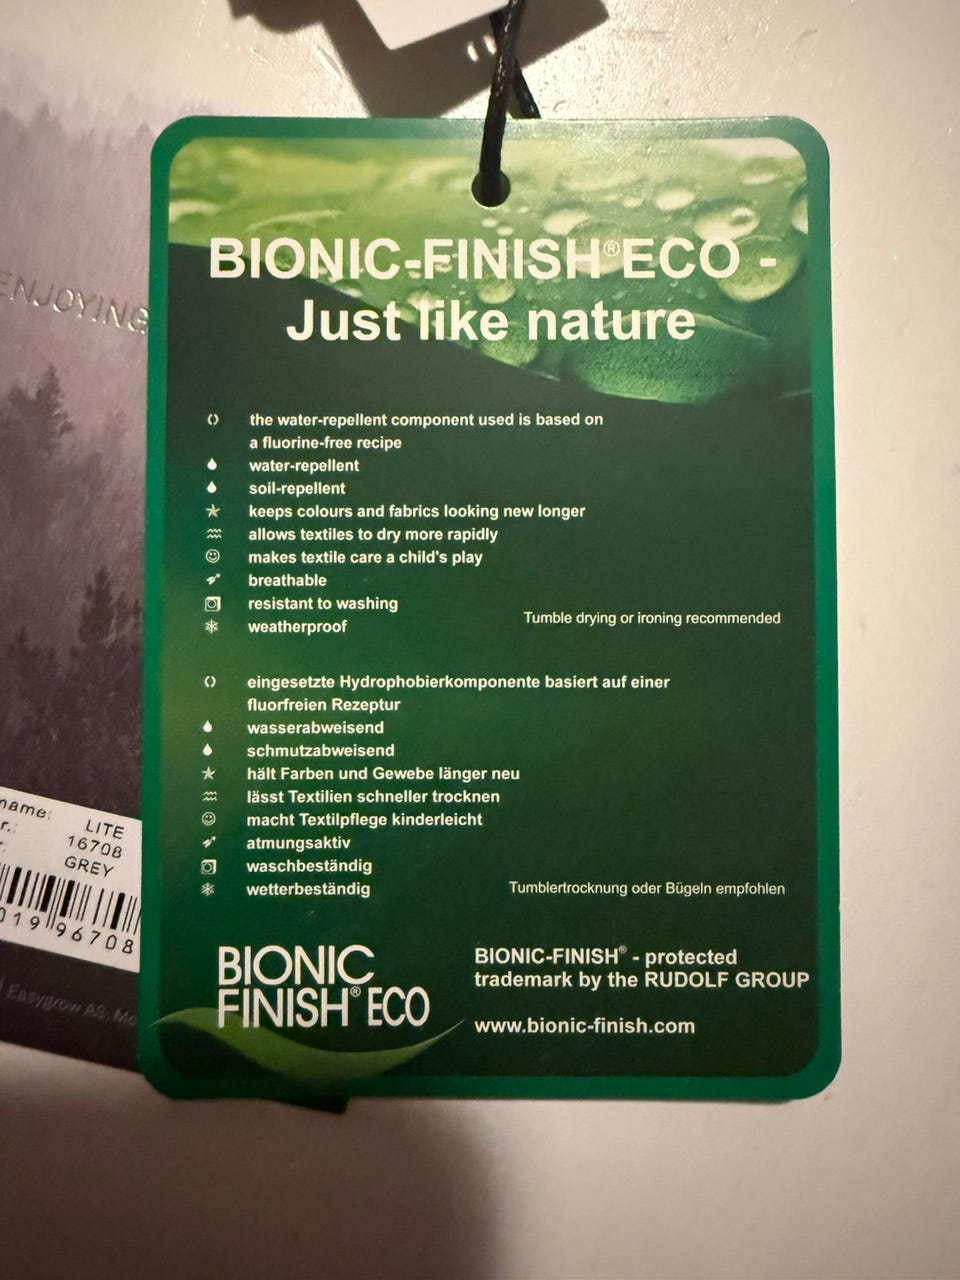 BIONIC-FINISH®ECO -
Just like nature
the water-repellent component used is based on
a fluorine-free recipe
water-repellent
soil-repellent
keeps colours and fabrics looking new longer
allows textiles to dry more rapidly
makes textile care a child's play
breathable
resistant to washing
weatherproof
Tumble drying or ironing recommended
eingesetzte Hydrophobierkomponente basiert auf einer
fluorfreien Rezeptur
wasserabweisend
schmutzabweisend
hält Farben und Gewebe länger neu
lässt Textilien schneller trocknen
macht Textilpflege kinderleicht
atmungsaktiv
waschbeständig
wetterbeständig
Tumblertrocknung oder Bügeln empfohlen
BIONIC
FINISH® ECO
BIONIC-FINISH® - protected
trademark by the RUDOLF GROUP
www.bionic-finish.com
ENJOYING
name: LITE
r.: 16708
GREY
019 96708
Easygrow AS, Mo